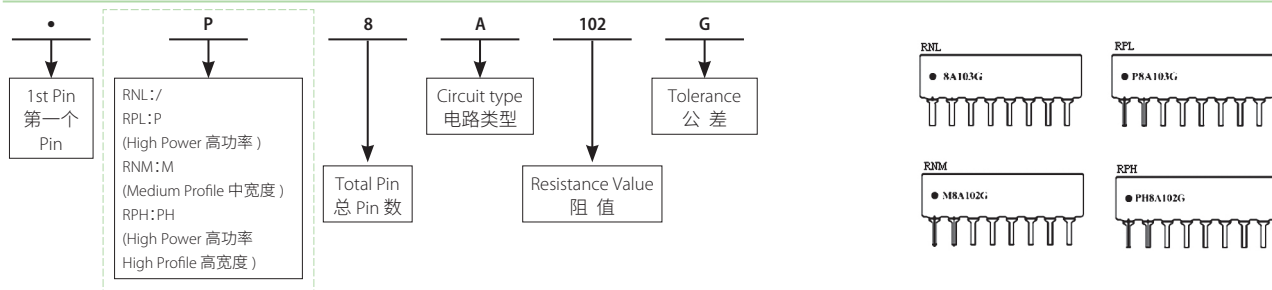 • P 8 A 102 G
1st Pin
第一个
Pin
RNL:/
RPL:P
(High Power 高功率 )
RNM:M
(Medium Profile 中宽度 )
RPH:PH
(High Power 高功率
High Profile 高宽度 )
Total Pin
总 Pin 数
Circuit type
电路类型
Resistance Value
阻 值
Tolerance
公 差
RNL
● 8A103G
RPL
● P8A103G
RNM
● M8A102G
RPH
● PH8A102G